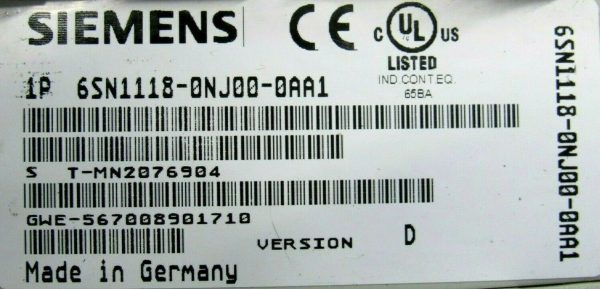 SIEMENS CE C UL US
LISTED
IND.CONT.EQ.
65BA
1P 6SN1118-0NJ00-0AA1
S T-MN2076904
GWE-567008901710
VERSION D
Made in Germany
6SN1118-0NJ00-0AA1